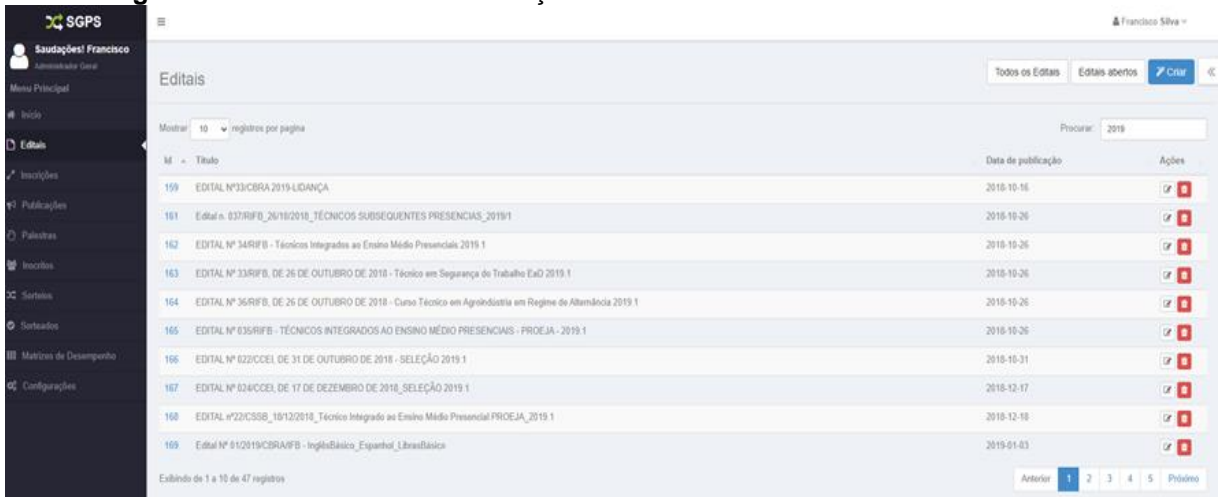 SGPS
Francisco Silva
Saudações! Francisco
Administrador Geral
Menu Principal
Início
Editais
Inscrições
Publicações
Palestras
Inscritos
Sorteios
Sorteados
Matrizes de Desempenho
Configurações
Editais
Todos os Editais Editais abertos Criar
Mostrar 10 registros por pagina Procurar: 2019
Id Título Data de publicação Ações
159 EDITAL Nº33/CBRA 2019-LIDANÇA 2018-10-16
161 Edital n. 037/RIFB_26/10/2018_TÉCNICOS SUBSEQUENTES PRESENCIAS_2019/1 2018-10-26
162 EDITAL Nº 34/RIFB - Técnicos Integrados ao Ensino Médio Presenciais 2019.1 2018-10-26
163 EDITAL Nº 33/RIFB, DE 26 DE OUTUBRO DE 2018 - Técnico em Segurança do Trabalho EaD 2019.1 2018-10-26
164 EDITAL Nº 36/RIFB, DE 26 DE OUTUBRO DE 2018 - Curso Técnico em Agroindústria em Regime de Alternância 2019.1 2018-10-26
165 EDITAL Nº 035/RIFB - TÉCNICOS INTEGRADOS AO ENSINO MÉDIO PRESENCIAIS - PROEJA - 2019.1 2018-10-26
166 EDITAL Nº 022/CCEI, DE 31 DE OUTUBRO DE 2018 - SELEÇÃO 2019.1 2018-10-31
167 EDITAL Nº 024/CCEI, DE 17 DE DEZEMBRO DE 2018_SELEÇÃO 2019.1 2018-12-17
168 EDITAL nº22/CSSB_18/12/2018_Técnico Integrado ao Ensino Médio Presencial PROEJA_2019.1 2018-12-18
169 Edital Nº 01/2019/CBRA/IFB - InglêsBásico_Espanhol_LibrasBásico 2019-01-03
Exibindo de 1 a 10 de 47 registros Anterior 1 2 3 4 5 Próximo